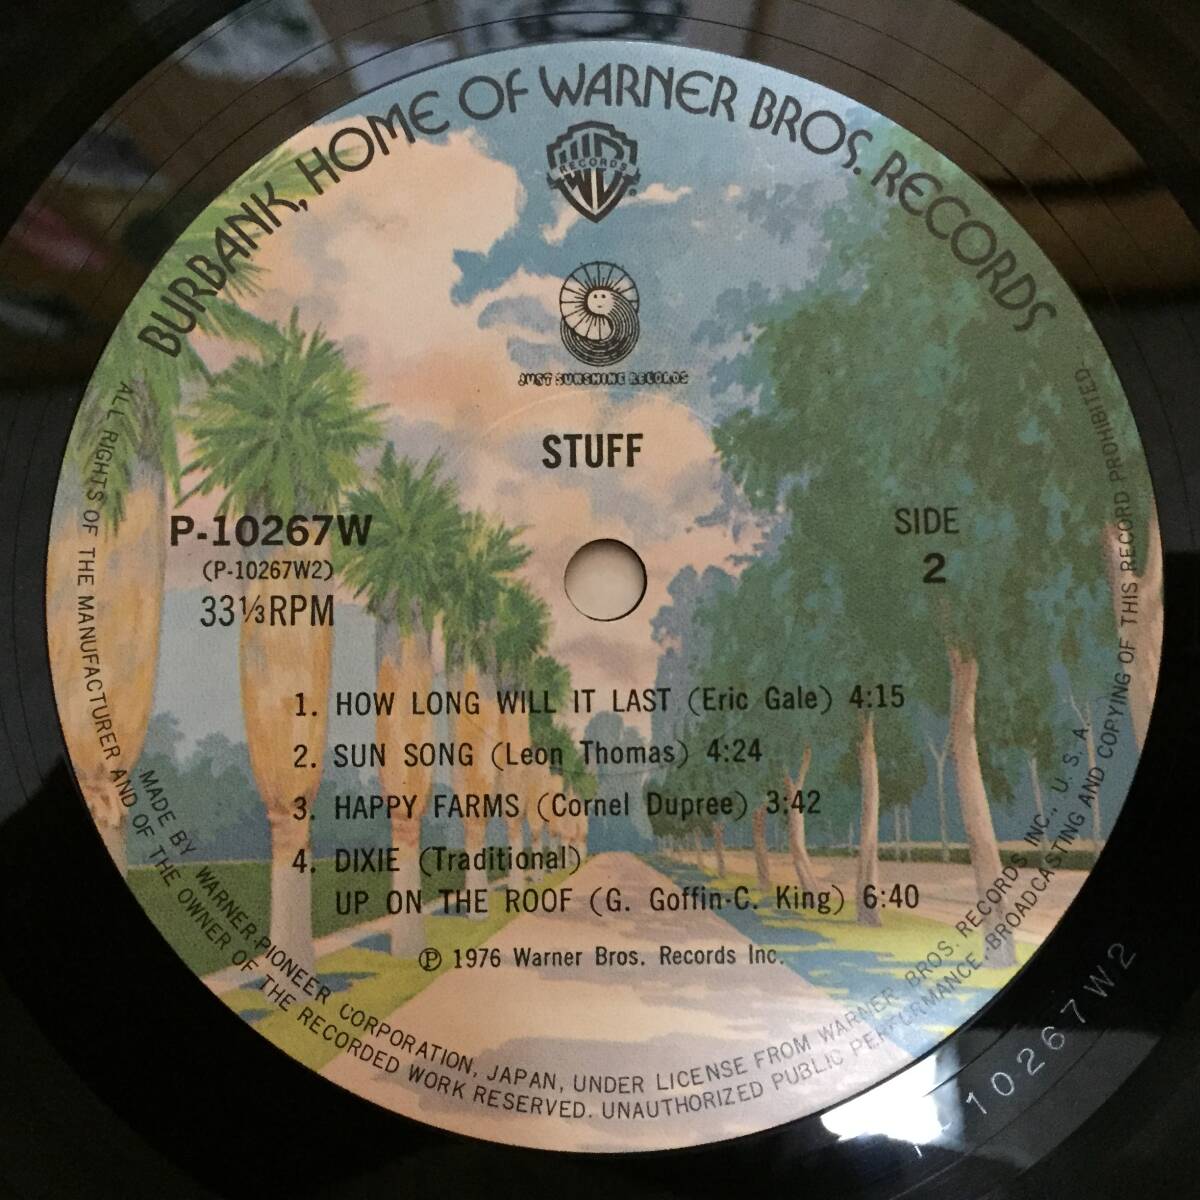 BURBANK, HOME OF WARNER BROS. RECORDS
WB
RECORDS
JUST SUNSHINE RECORDS
STUFF
P-10267W
(P-10267W2)
33 1/3 RPM
SIDE
2
1. HOW LONG WILL IT LAST (Eric Gale) 4:15
2. SUN SONG (Leon Thomas) 4:24
3. HAPPY FARMS (Cornel Dupree) 3:42
4. DIXIE (Traditional)
UP ON THE ROOF (G. Goffin-C. King) 6:40
℗ 1976 Warner Bros. Records Inc.
MADE BY WARNER-PIONEER CORPORATION, JAPAN, UNDER LICENSE FROM WARNER BROS. RECORDS INC., U. S. A.
ALL RIGHTS OF THE MANUFACTURER AND OF THE OWNER OF THE RECORDED WORK RESERVED. UNAUTHORIZED PUBLIC PERFORMANCE, BROADCASTING AND COPYING OF THIS RECORD PROHIBITED.
10267W2